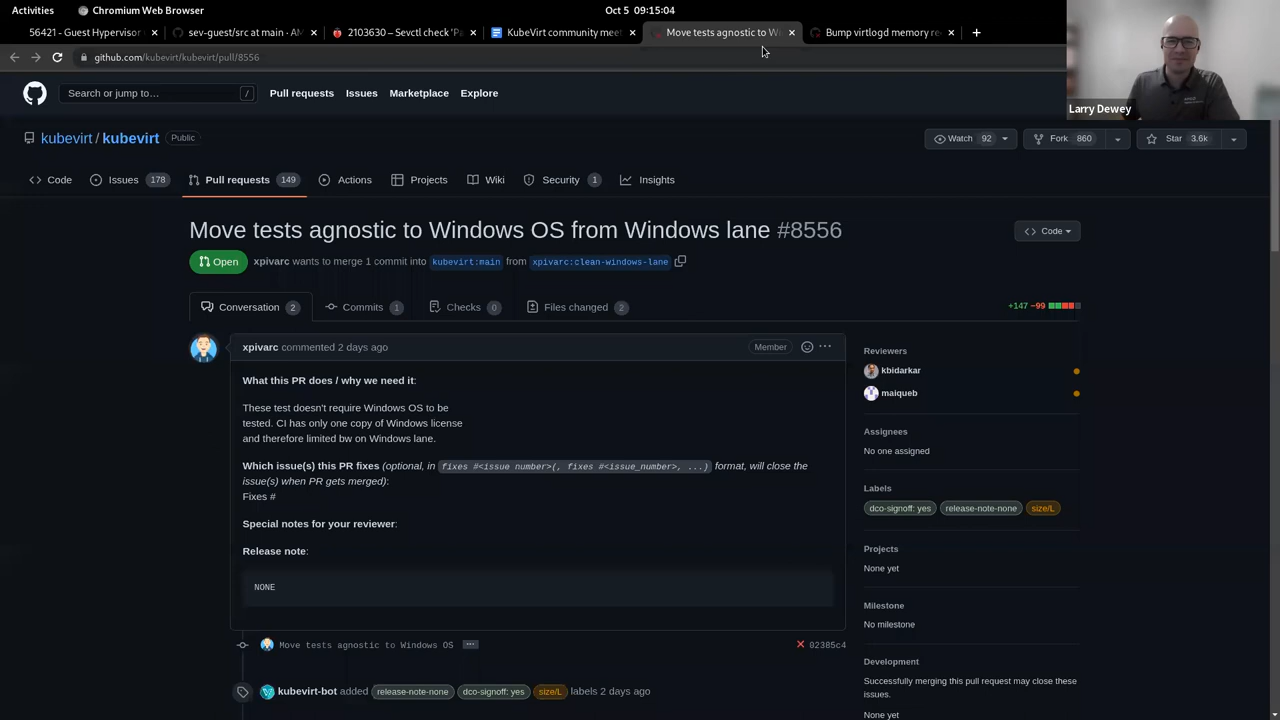 Activities
Chromium Web Browser
Oct 5 09:15:04
56421 - Guest Hypervisor
sev-guest/src at main · AM
2103630 – Sevctl check 'Pa
KubeVirt community mee
Move tests agnostic to Wi
Bump virtlogd memory re
github.com/kubevirt/kubevirt/pull/8556
Larry Dewey
Search or jump to…
/
Pull requests
Issues
Marketplace
Explore
kubevirt / kubevirt
Public
Watch 92
Fork 860
Star 3.6k
Code
Issues 178
Pull requests 149
Actions
Projects
Wiki
Security 1
Insights
Move tests agnostic to Windows OS from Windows lane #8556
Code
Open
xpivarc wants to merge 1 commit into kubevirt:main from xpivarc:clean-windows-lane
Conversation 2
Commits 1
Checks 0
Files changed 2
+147 −99
xpivarc commented 2 days ago
Member
What this PR does / why we need it:
These test doesn't require Windows OS to be
tested. CI has only one copy of Windows license
and therefore limited bw on Windows lane.
Which issue(s) this PR fixes (optional, in fixes #<issue number>(, fixes #<issue_number>, ...) format, will close the
issue(s) when PR gets merged):
Fixes #
Special notes for your reviewer:
Release note:
NONE
Move tests agnostic to Windows OS
02385c4
kubevirt-bot added release-note-none dco-signoff: yes size/L labels 2 days ago
Reviewers
kbidarkar
maiqueb
Assignees
No one assigned
Labels
dco-signoff: yes
release-note-none
size/L
Projects
None yet
Milestone
No milestone
Development
Successfully merging this pull request may close these
issues.
None yet